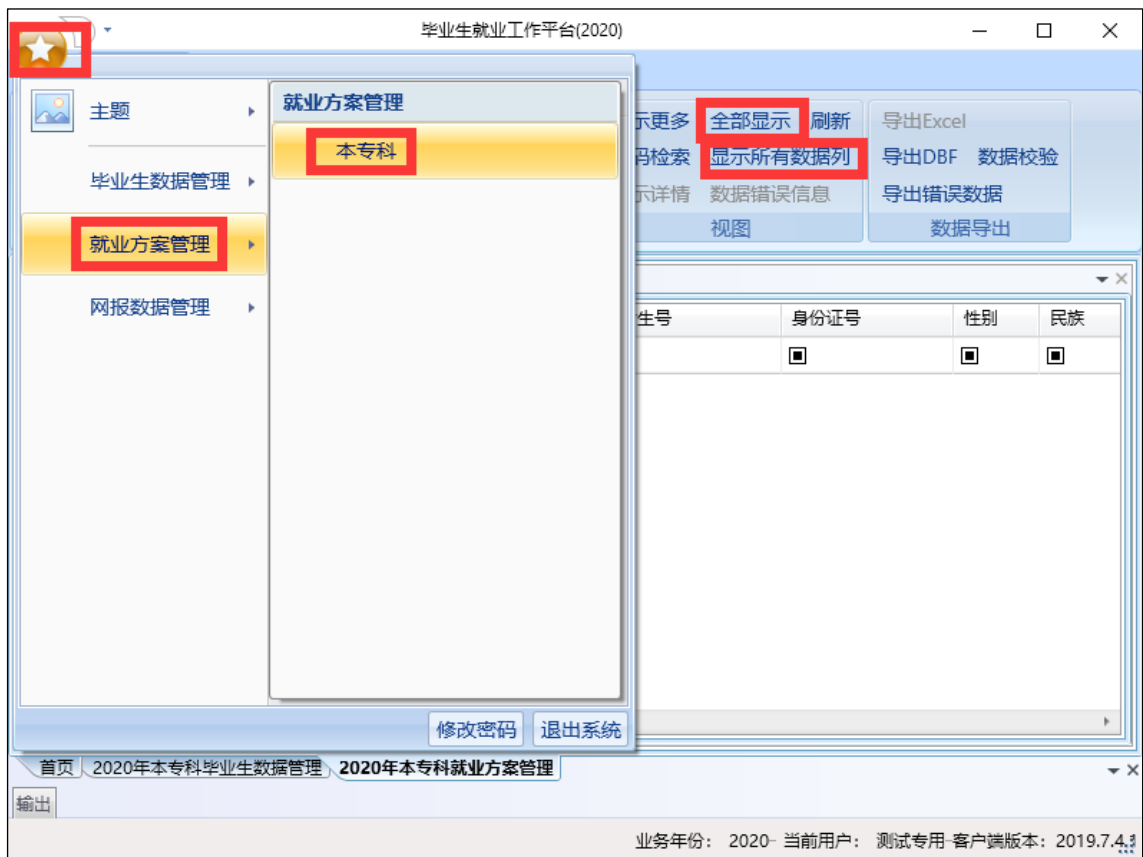 毕业生就业工作平台(2020)
主题
就业方案管理
本专科
毕业生数据管理
就业方案管理
网报数据管理
示更多 全部显示 刷新
码检索 显示所有数据列
示详情 数据错误信息
视图
导出Excel
导出DBF 数据校验
导出错误数据
数据导出
生号 身份证号 性别 民族
修改密码 退出系统
首页 2020年本专科毕业生数据管理 2020年本专科就业方案管理
输出
业务年份： 2020- 当前用户： 测试专用-客户端版本：2019.7.4.1